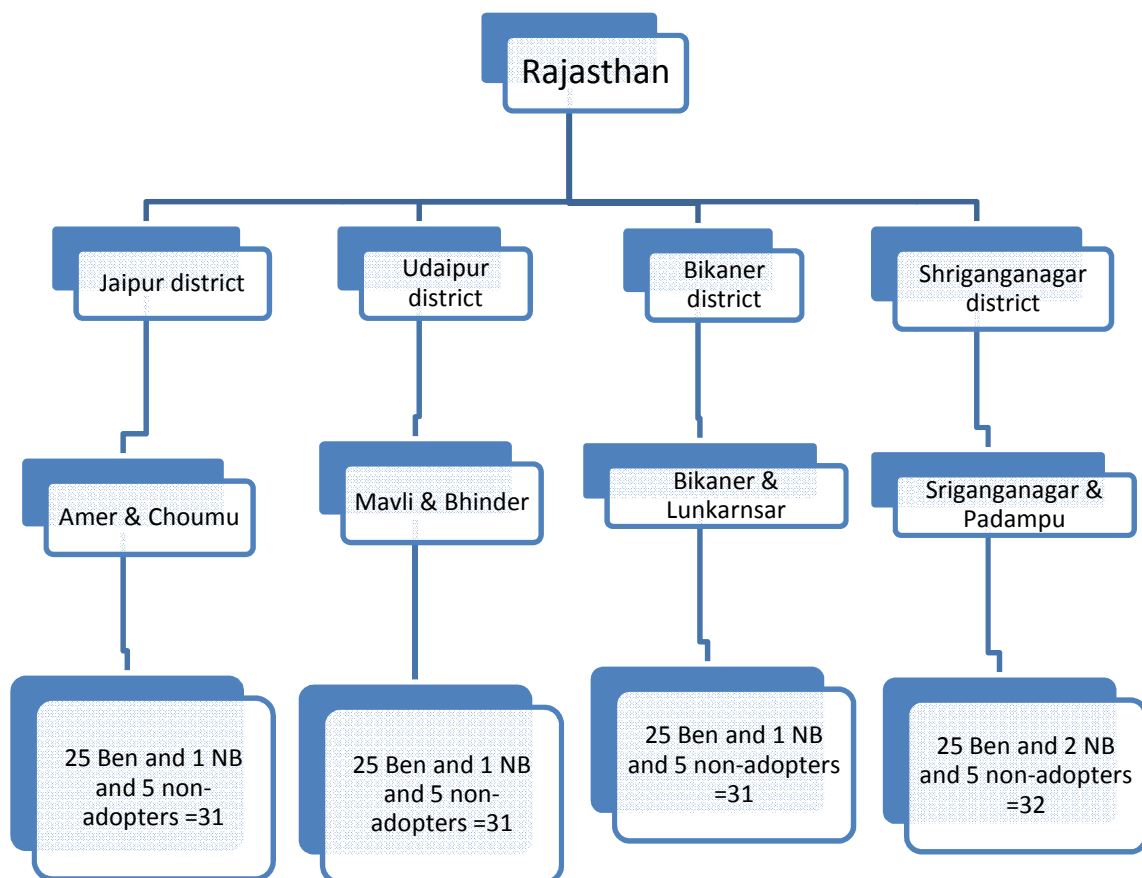 Rajasthan
Jaipur district
Udaipur
district
Bikaner
district
Shriganganagar
district
Amer & Choumu
Mavli & Bhinder
Bikaner &
Lunkarnsar
Sriganganagar &
Padampu
25 Ben and 1 NB
and 5 non-
adopters =31
25 Ben and 1 NB
and 5 non-
adopters =31
25 Ben and 1 NB
and 5 non-adopters
=31
25 Ben and 2 NB
and 5 non-adopters
=32